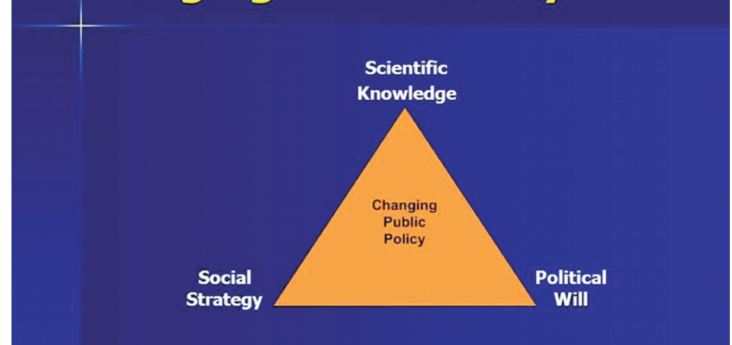 Scientific
Knowledge
Changing
Public
Policy
Social
Strategy
Political
Will